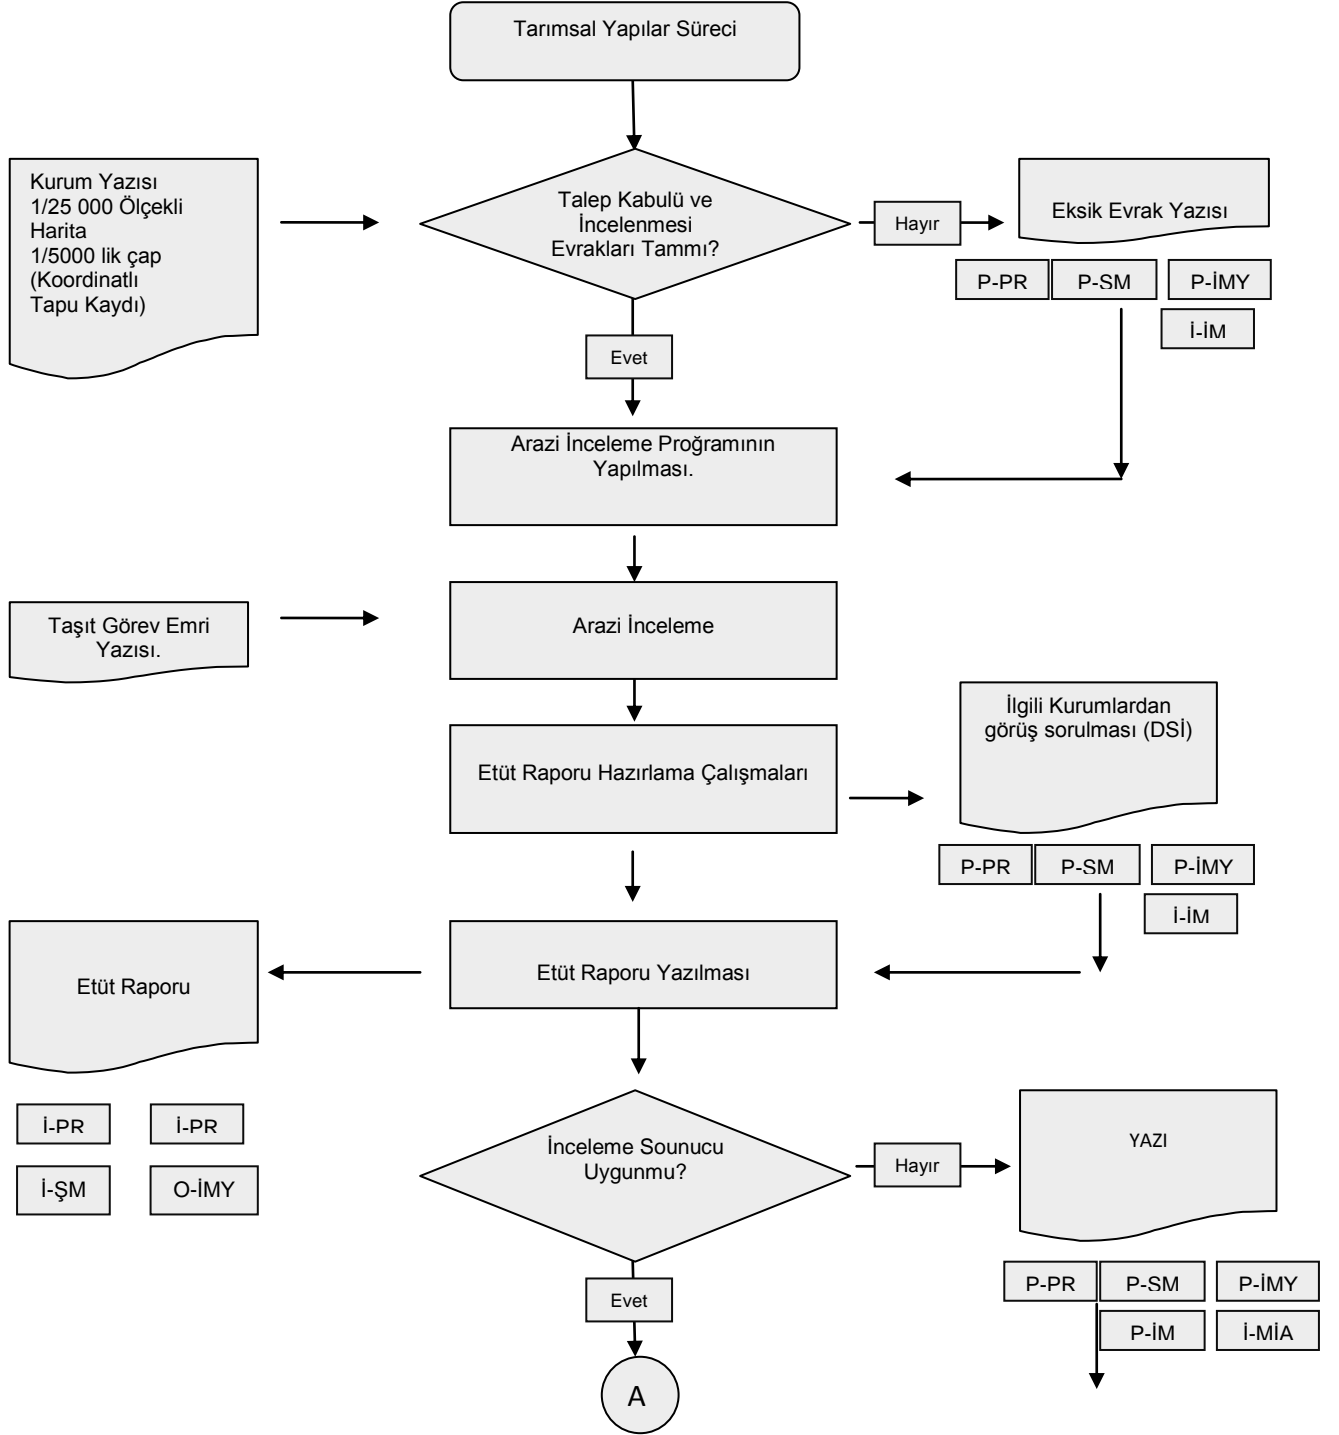 Tarımsal Yapılar Süreci
Kurum Yazısı
1/25 000 Ölçekli
Harita
1/5000 lik çap
(Koordinatlı
Tapu Kaydı)
Talep Kabulü ve
İncelenmesi
Evrakları Tammı?
Hayır
Eksik Evrak Yazısı
P-PR
P-SM
P-İMY
İ-İM
Evet
Arazi İnceleme Proğramının
Yapılması.
Taşıt Görev Emri
Yazısı.
Arazi İnceleme
İlgili Kurumlardan
görüş sorulması (DSİ)
Etüt Raporu Hazırlama Çalışmaları
P-PR
P-SM
P-İMY
İ-İM
Etüt Raporu
Etüt Raporu Yazılması
İ-PR
İ-PR
İ-ŞM
O-İMY
İnceleme Sounucu
Uygunmu?
Hayır
YAZI
P-PR
P-SM
P-İMY
P-İM
İ-MİA
Evet
A